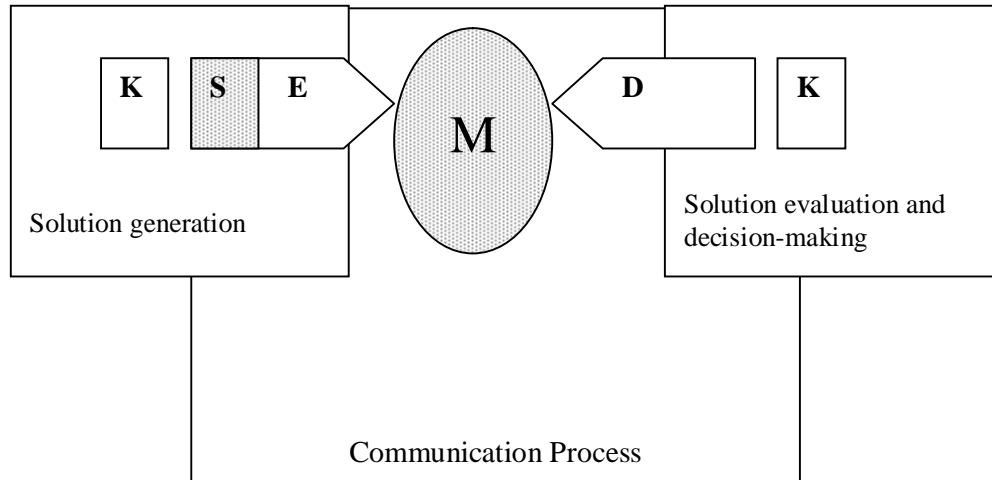 K S E M D K
Solution generation
Solution evaluation and
decision-making
Communication Process